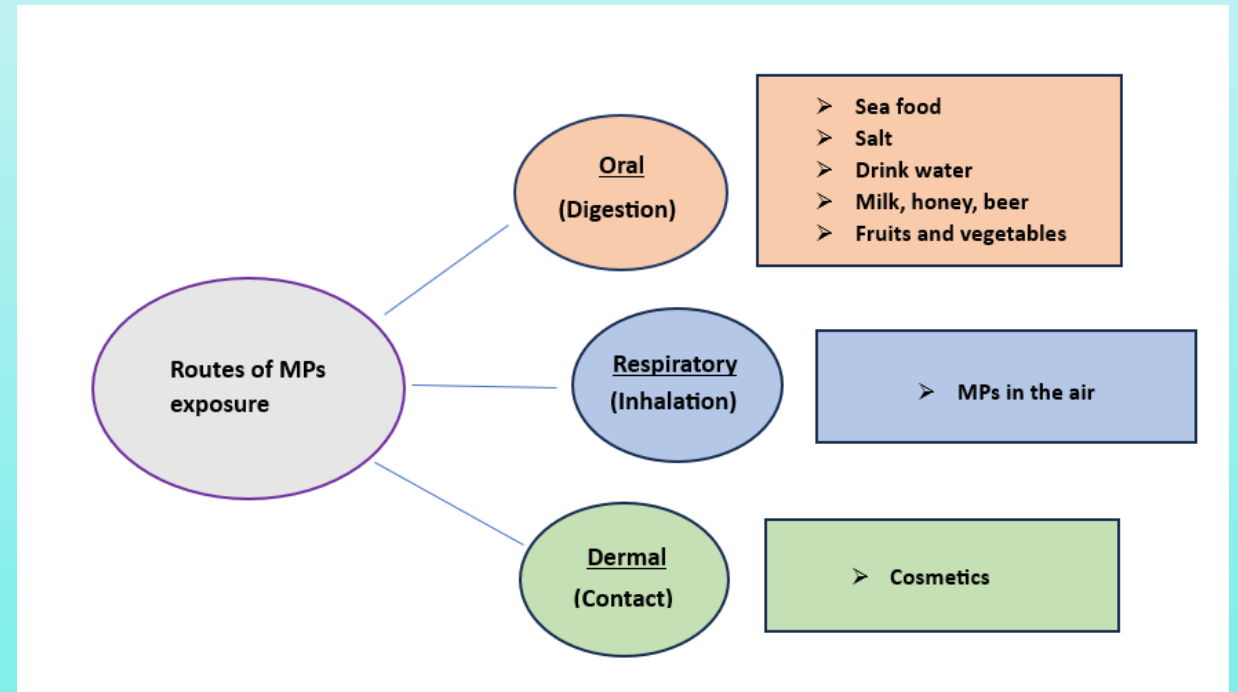 Routes of MPs
exposure
Oral
(Digestion)
➢ Sea food
➢ Salt
➢ Drink water
➢ Milk, honey, beer
➢ Fruits and vegetables
Respiratory
(Inhalation)
➢ MPs in the air
Dermal
(Contact)
➢ Cosmetics